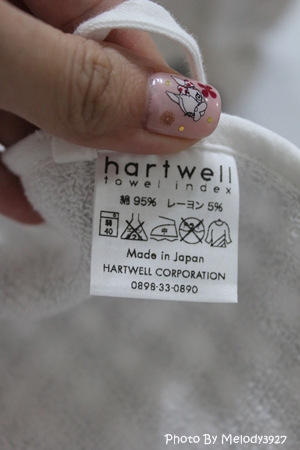 hartwell
towel index
綿 95% レーヨン 5%
40
中
Made in Japan
HARTWELL CORPORATION
0898-33-0890
Photo By Melody3927